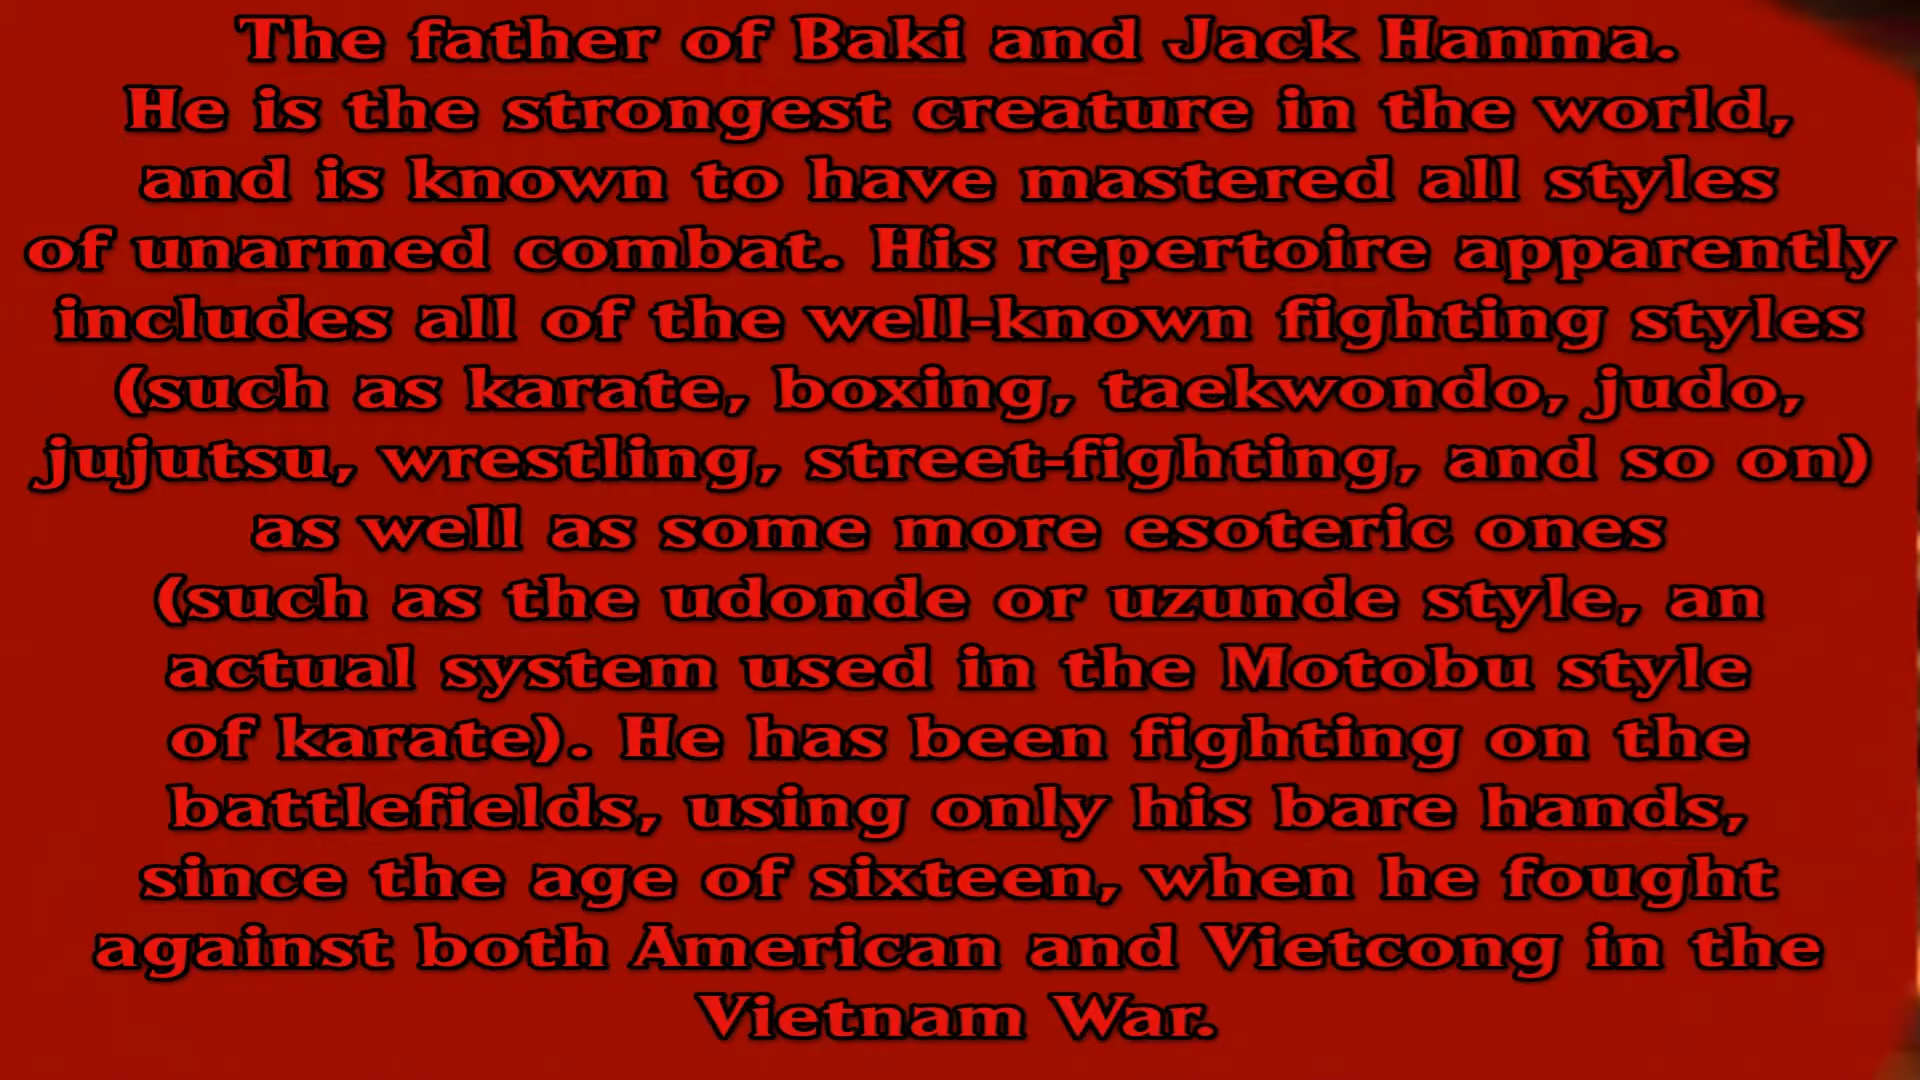 The father of Baki and Jack Hanma.
He is the strongest creature in the world,
and is known to have mastered all styles
of unarmed combat. His repertoire apparently
includes all of the well-known fighting styles
(such as karate, boxing, taekwondo, judo,
jujutsu, wrestling, street-fighting, and so on)
as well as some more esoteric ones
(such as the udonde or uzunde style, an
actual system used in the Motobu style
of karate). He has been fighting on the
battlefields, using only his bare hands,
since the age of sixteen, when he fought
against both American and Vietcong in the
Vietnam War.